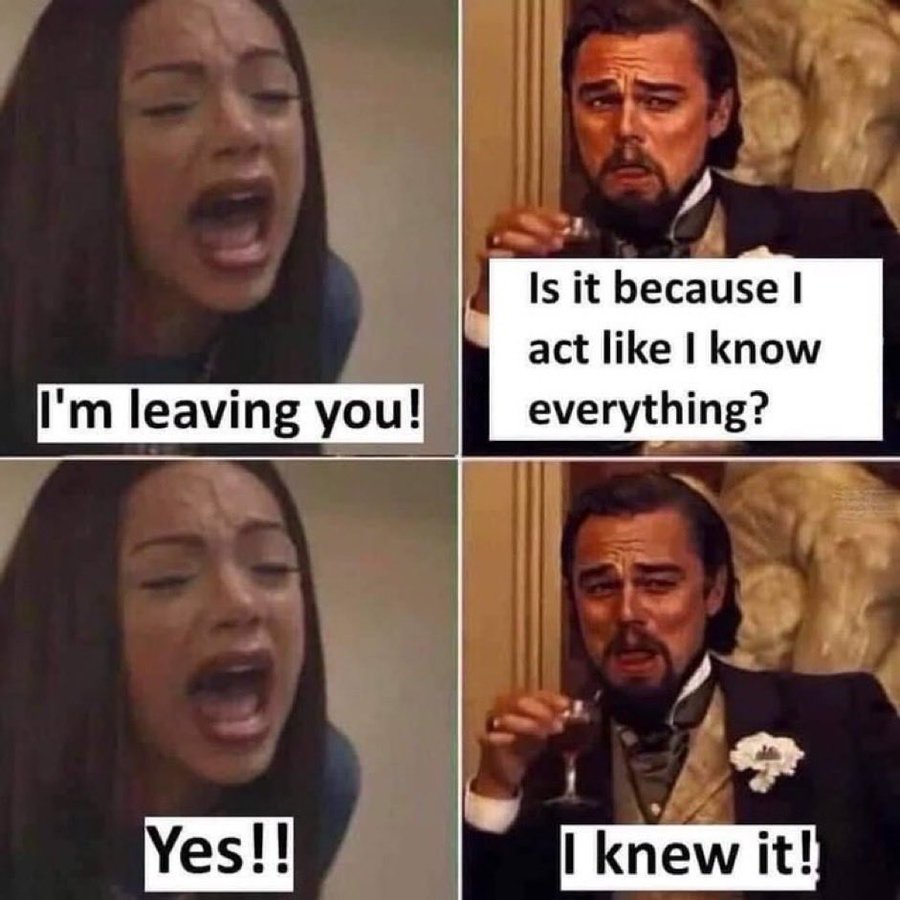 I'm leaving you!
Is it because I
act like I know
everything?
Yes!!
I knew it!